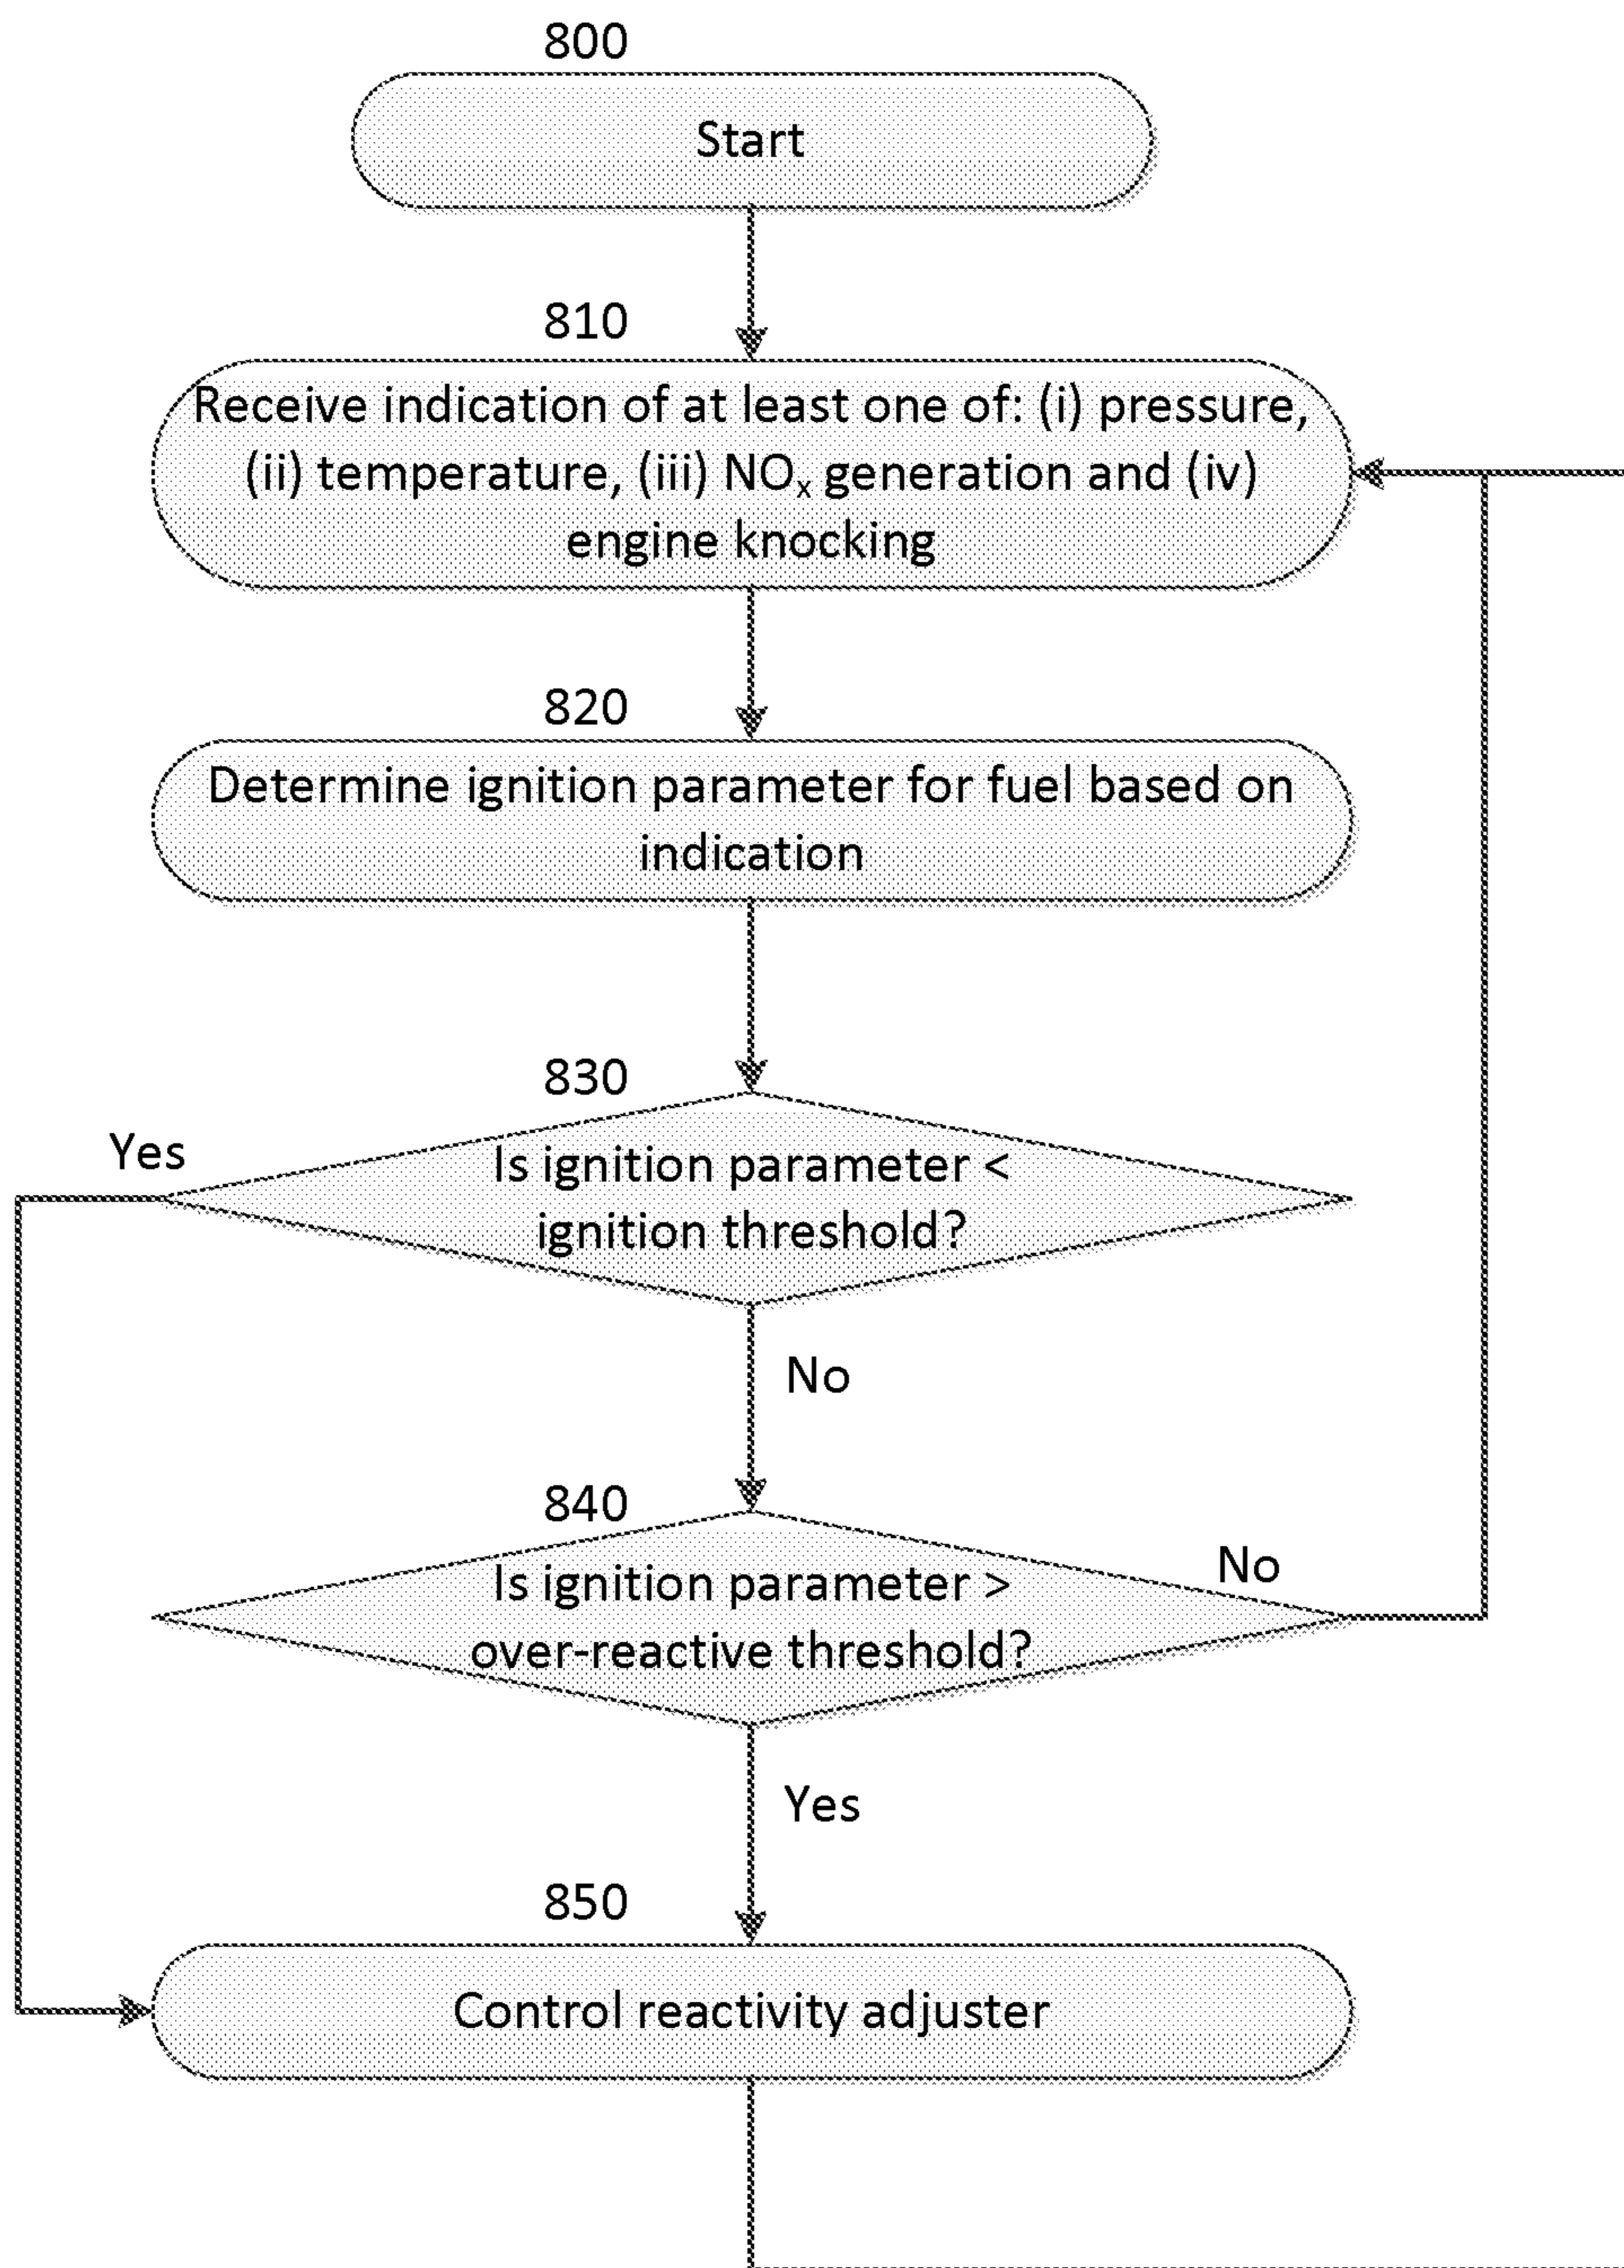 800
Start
810
Receive indication of at least one of: (i) pressure,
(ii) temperature, (iii) NOₓ generation and (iv)
engine knocking
820
Determine ignition parameter for fuel based on
indication
830
Yes
Is ignition parameter <
ignition threshold?
No
840
No
Is ignition parameter >
over-reactive threshold?
Yes
850
Control reactivity adjuster